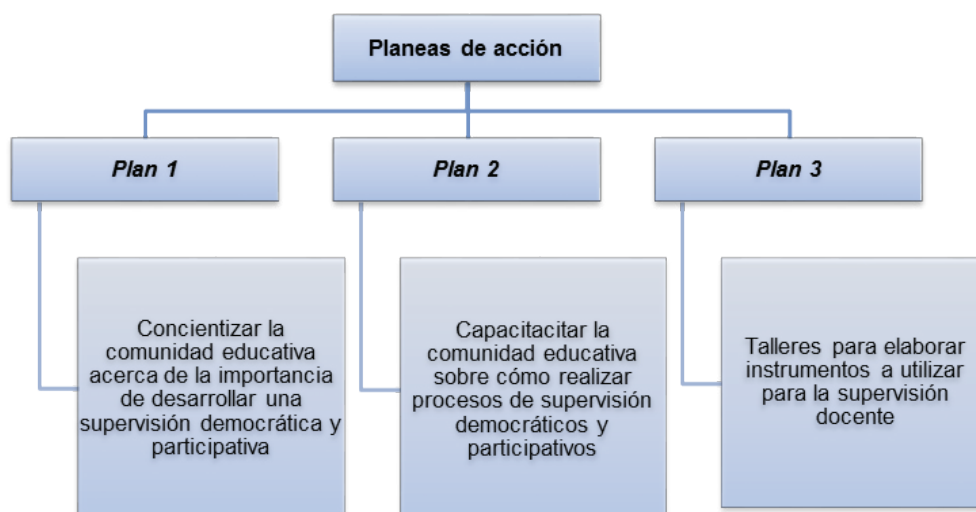 Planeas de acción
Plan 1
Plan 2
Plan 3
Concientizar la
comunidad educativa
acerca de la importancia
de desarrollar una
supervisión democrática y
participativa
Capacitacitar la
comunidad educativa
sobre cómo realizar
procesos de supervisión
democráticos y
participativos
Talleres para elaborar
instrumentos a utilizar
para la supervisión
docente